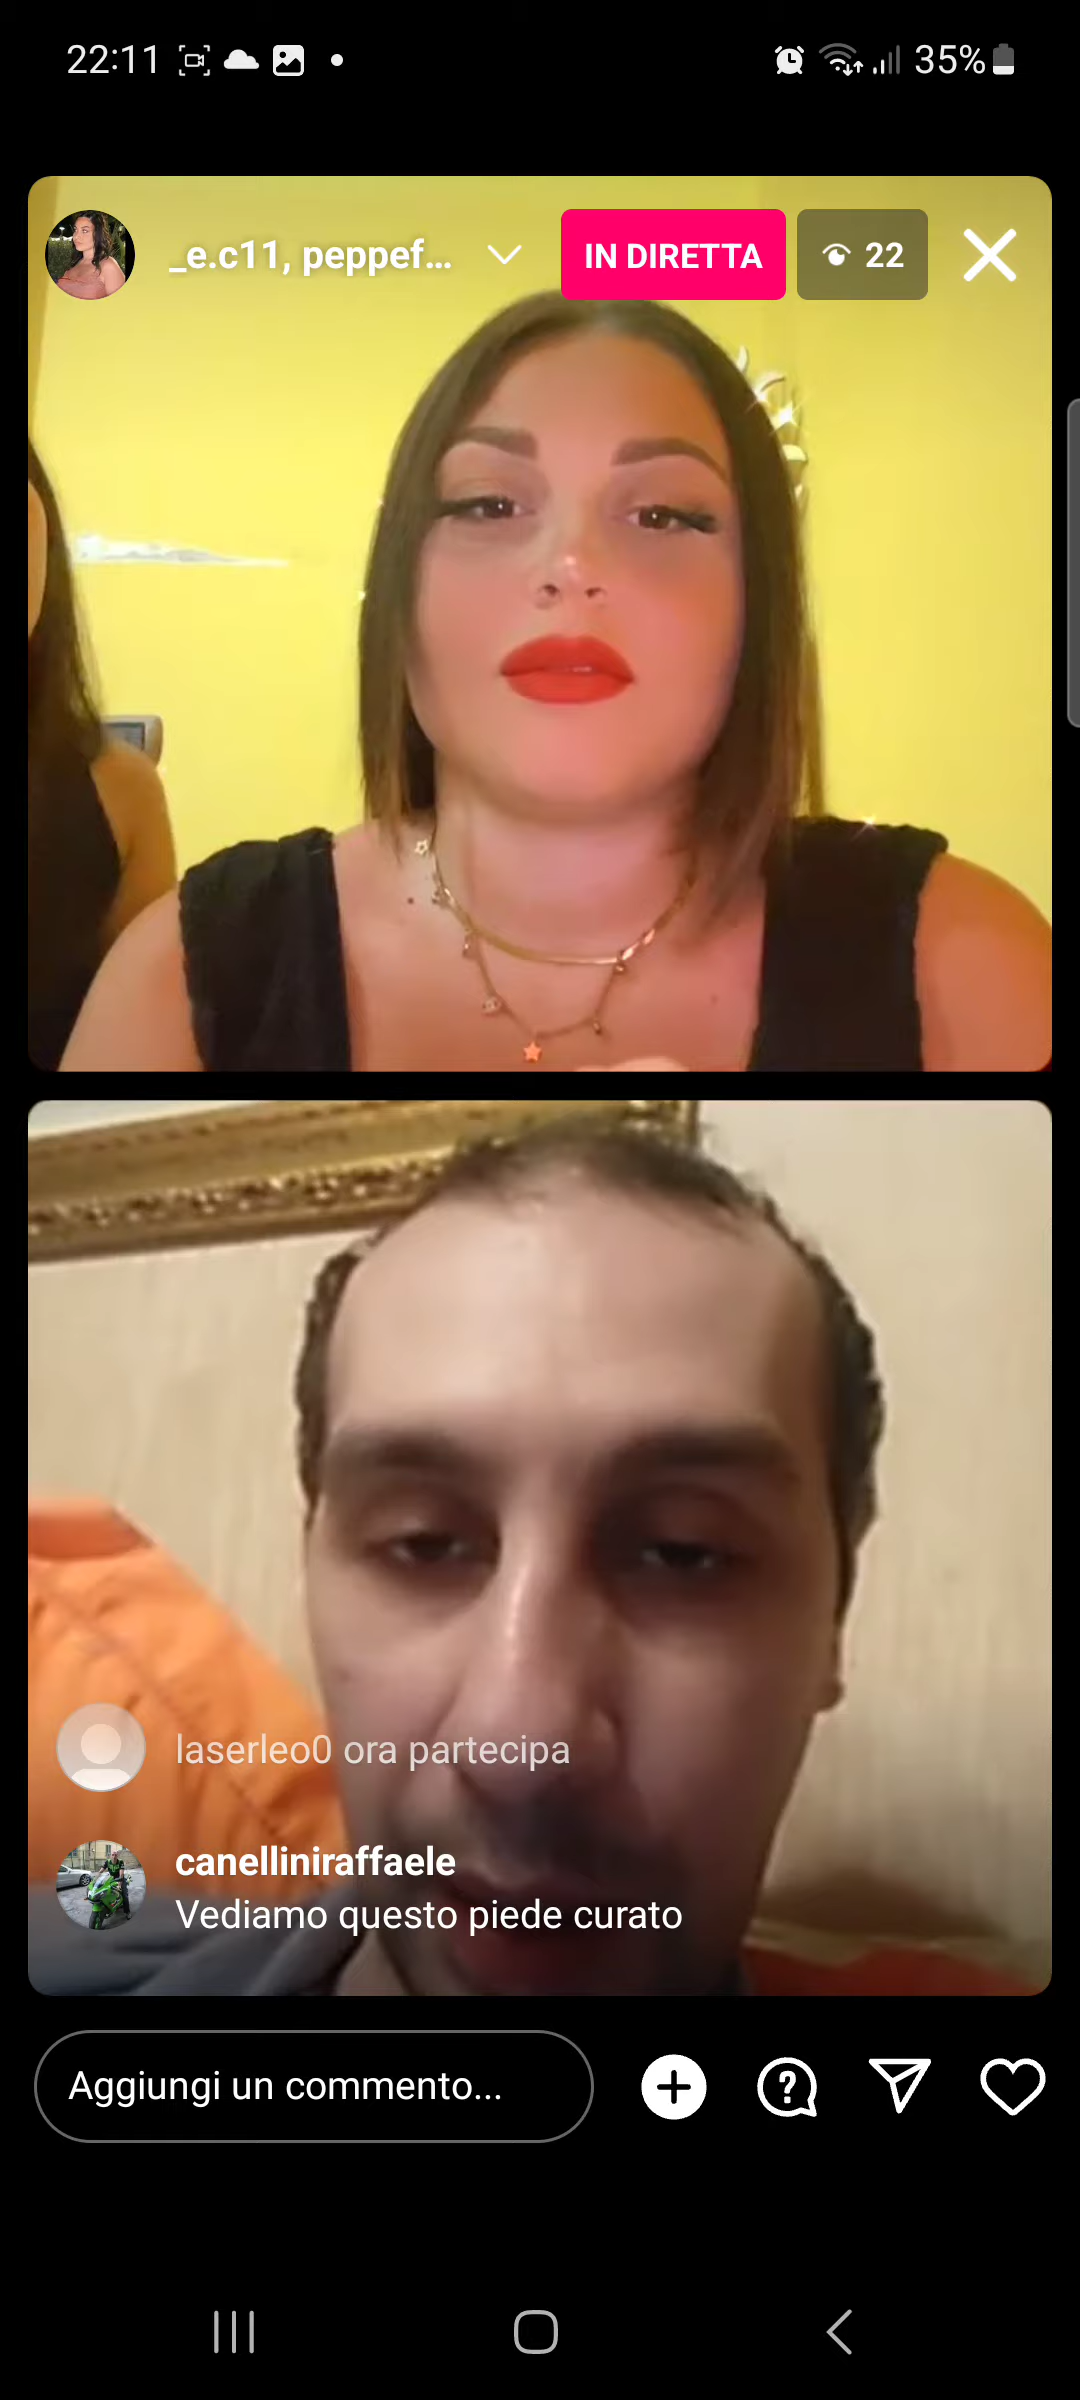 22:11
35%
_e.c11, peppef...
IN DIRETTA
22
laserleo0 ora partecipa
canelliniraffaele
Vediamo questo piede curato
Aggiungi un commento...